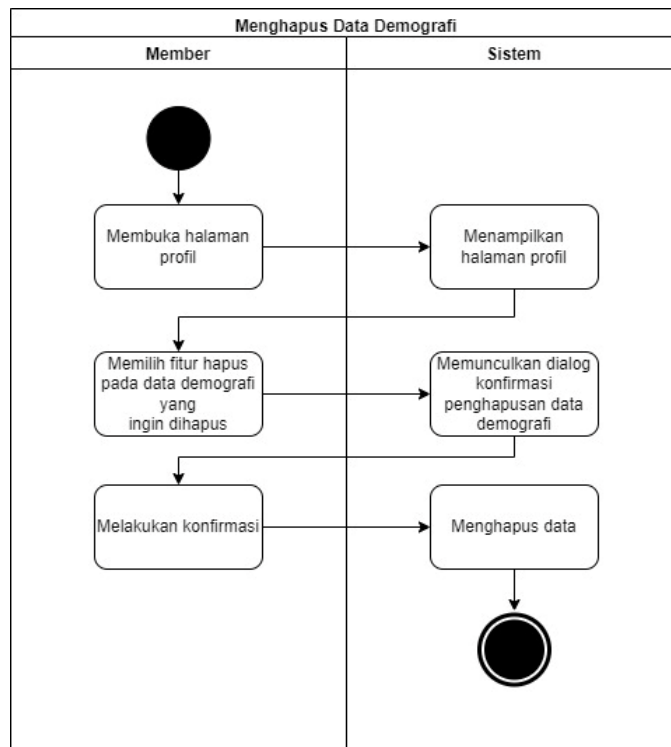 Menghapus Data Demografi
Member
Sistem
Membuka halaman
profil
Menampilkan
halaman profil
Memilih fitur hapus
pada data demografi
yang
ingin dihapus
Memunculkan dialog
konfirmasi
penghapusan data
demografi
Melakukan konfirmasi
Menghapus data